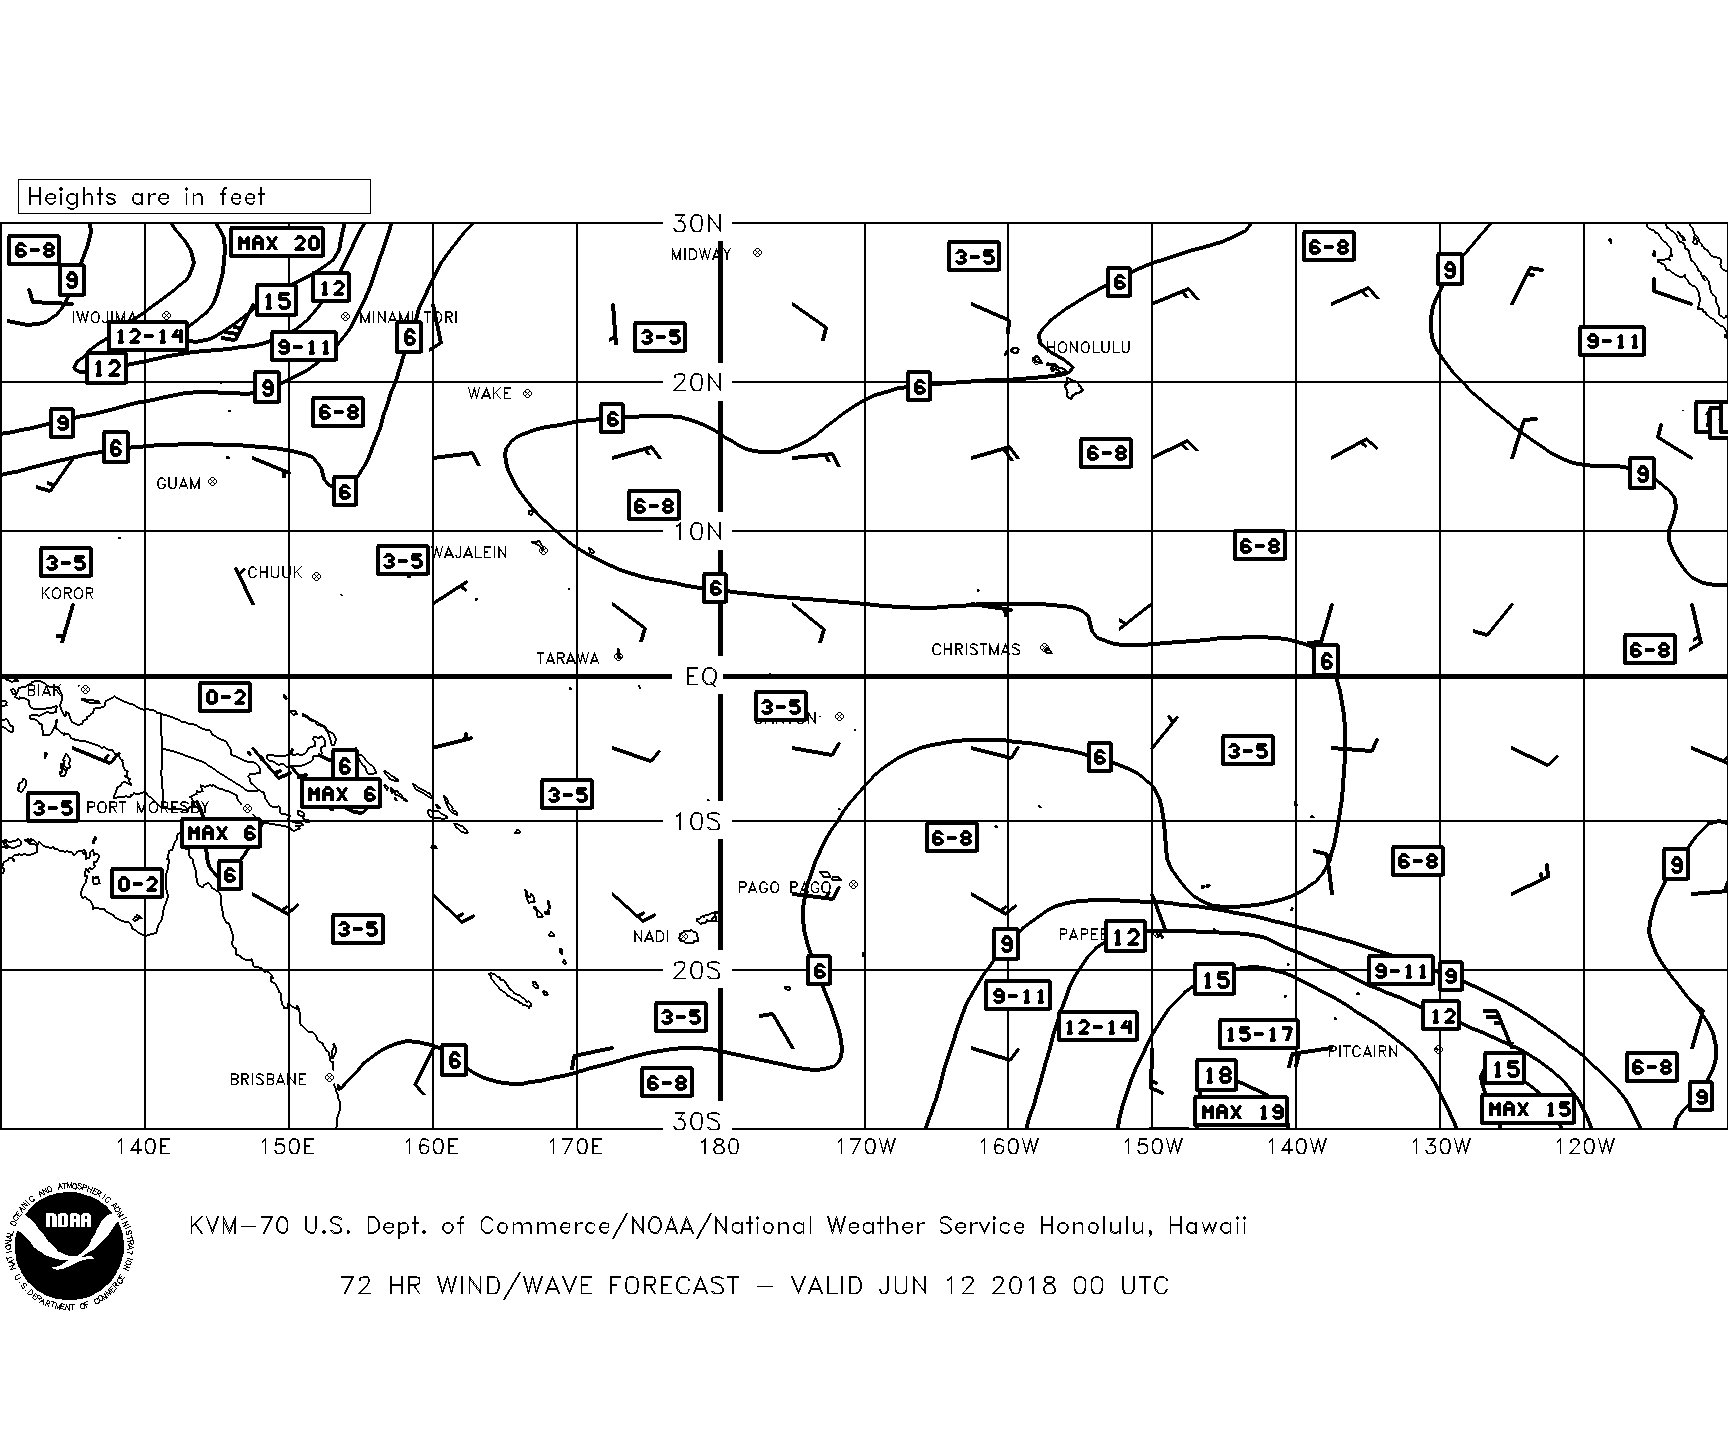 Heights are in feet
30N
6-8
MAX 20
MIDWAY
3-5
6-8
9
6
9
15
12
IWOJIMA
MINAMITORI
12-14
9-11
6
3-5
HONOLULU
9-11
12
20N
9
WAKE
6
6
9
6-8
6
6-8
9
GUAM
6
6-8
10N
3-5
3-5
WAJALEIN
6-8
CHUUK
KOROR
6
TARAWA
CHRISTMAS
6
6-8
EQ
BIAK
0-2
3-5
6
6
3-5
MAX 6
3-5
3-5
PORT MORESBY
10S
MAX 6
6-8
6-8
9
6
0-2
PAGO PAGO
3-5
NADI
9
PAPEE
12
6
20S
15
9-11
9
9-11
3-5
12-14
15-17
12
PITCAIRN
6
BRISBANE
6-8
18
15
6-8
9
MAX 19
MAX 15
30S
140E 150E 160E 170E 180 170W 160W 150W 140W 130W 120W
NATIONAL OCEANIC AND ATMOSPHERIC ADMINISTRATION
NOAA
U.S. DEPARTMENT OF COMMERCE
KVM-70 U.S. Dept. of Commerce/NOAA/National Weather Service Honolulu, Hawaii
72 HR WIND/WAVE FORECAST - VALID JUN 12 2018 00 UTC